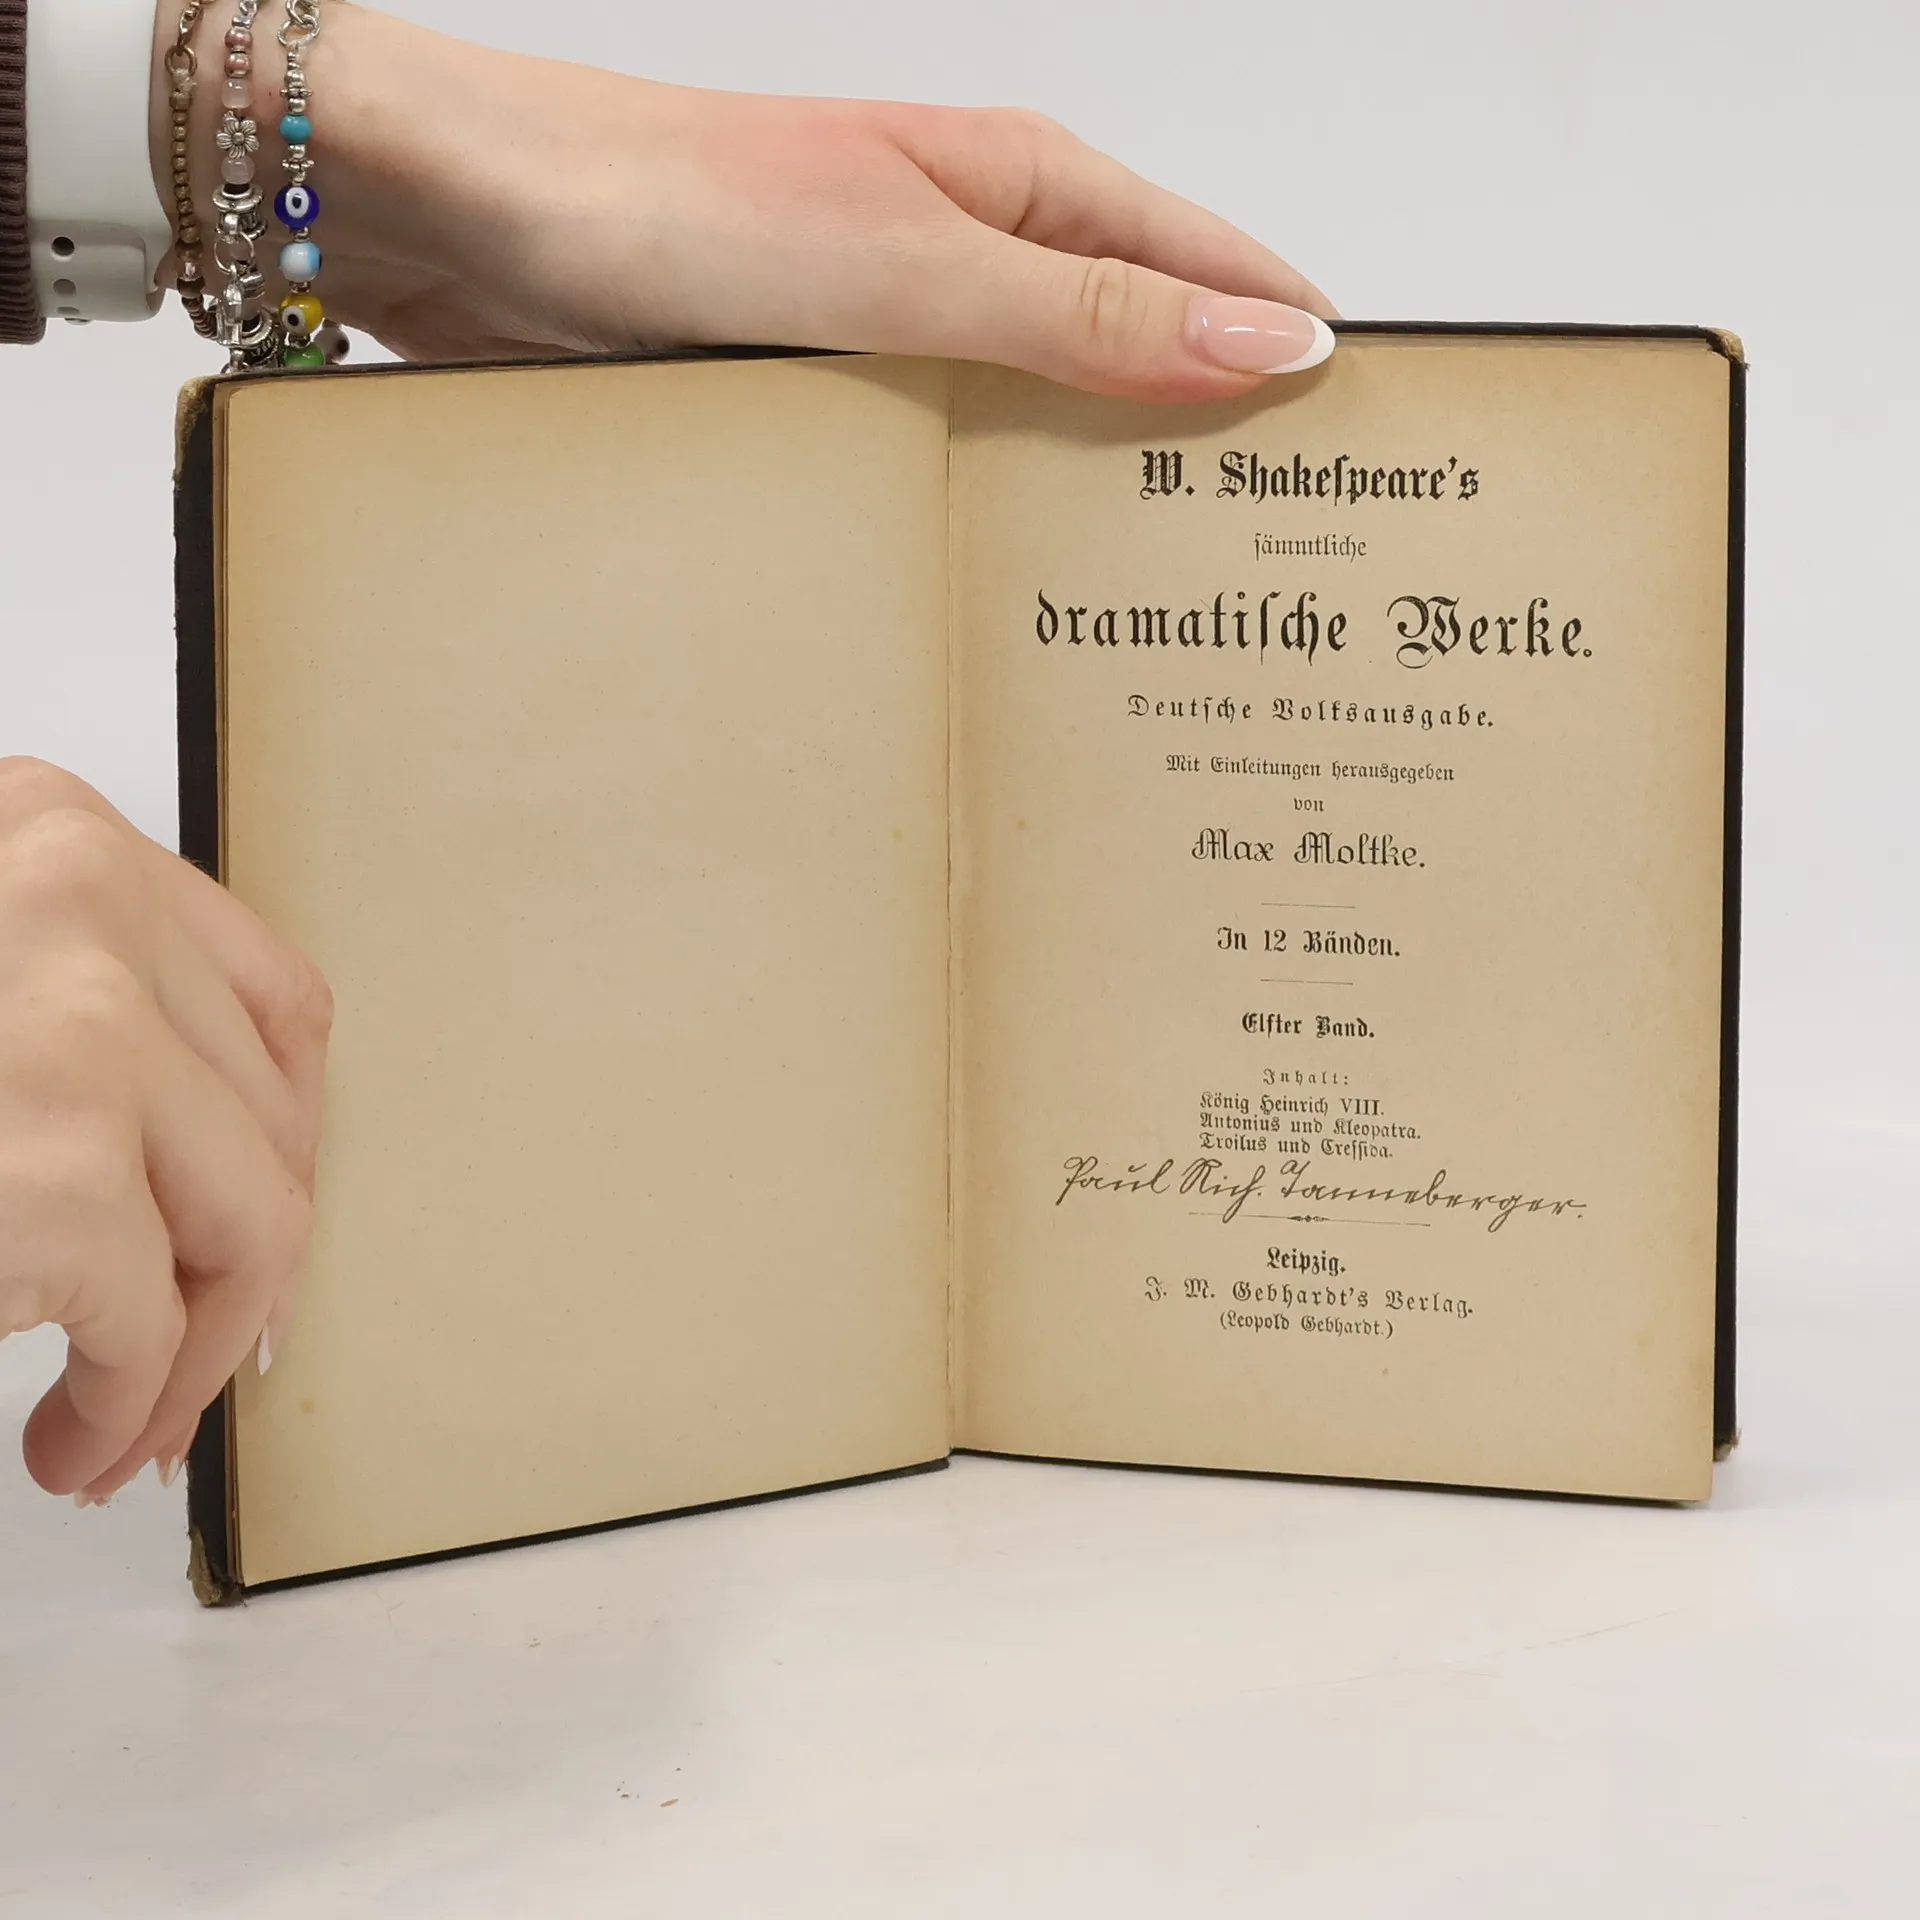 W. Shakeſpeare's
ſämmtliche
dramatiſche Werke.
Deutſche Volksausgabe.
Mit Einleitungen herausgegeben
von
Max Moltke.
In 12 Bänden.
Elfter Band.
Inhalt:
König Heinrich VIII.
Antonius und Kleopatra.
Troilus und Creſſida.
Paul Rich. Tanneberger.
Leipzig.
J. M. Gebhardt's Verlag.
(Leopold Gebhardt.)